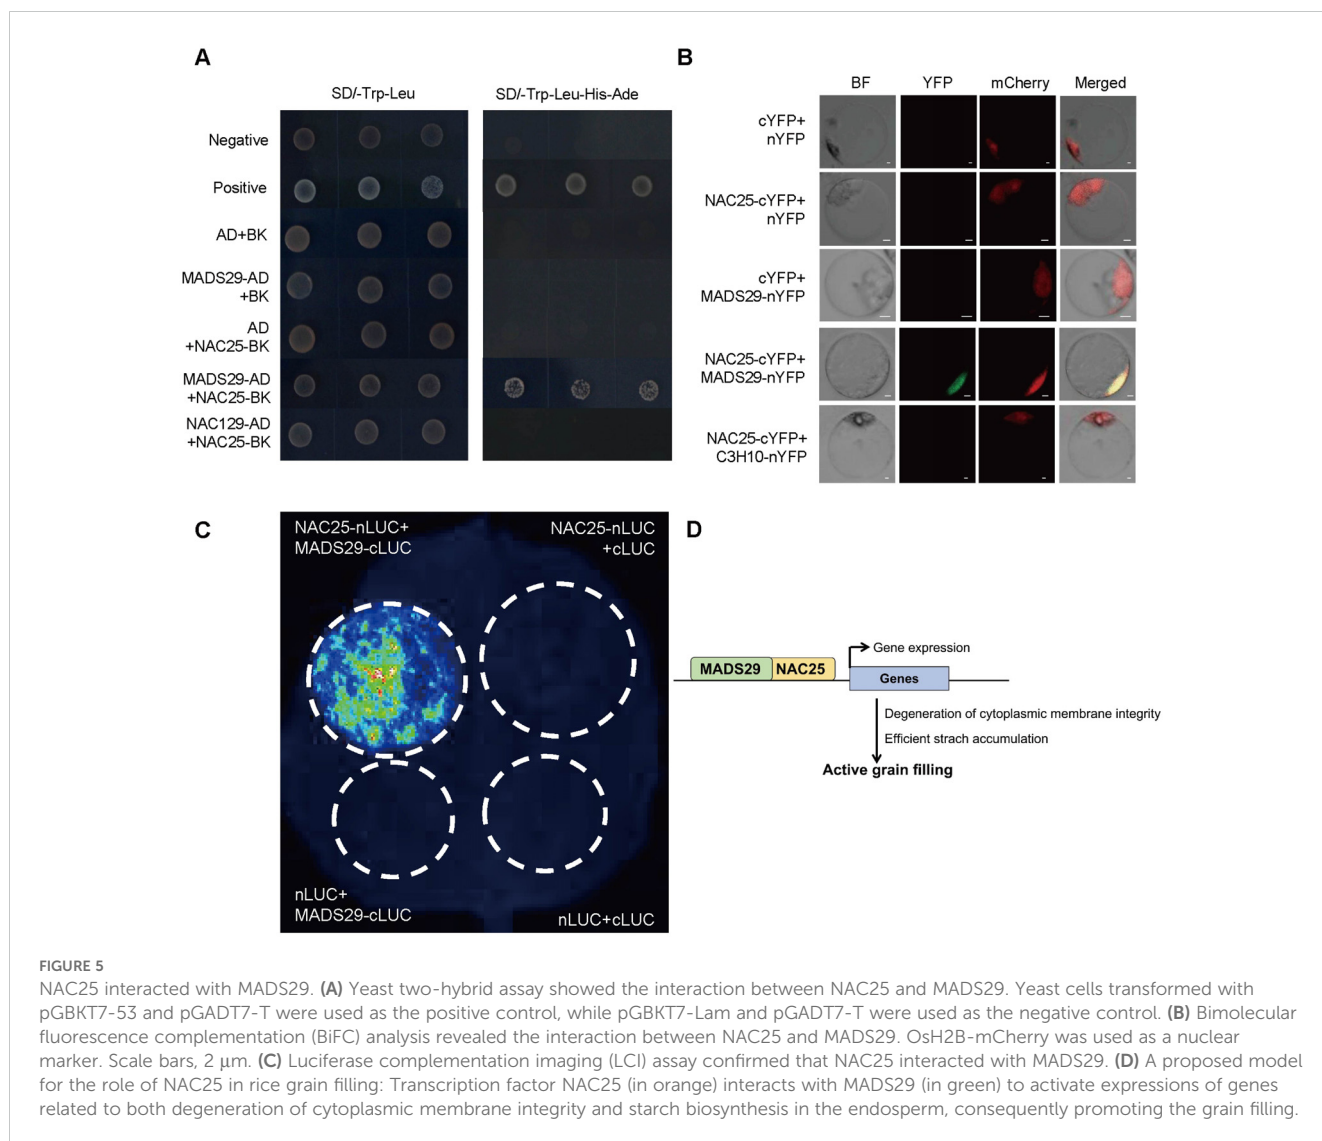 A
SD/-Trp-Leu
SD/-Trp-Leu-His-Ade
Negative
Positive
AD+BK
MADS29-AD
+BK
AD
+NAC25-BK
MADS29-AD
+NAC25-BK
NAC129-AD
+NAC25-BK
B
BF
YFP
mCherry
Merged
cYFP+
nYFP
NAC25-cYFP+
nYFP
cYFP+
MADS29-nYFP
NAC25-cYFP+
MADS29-nYFP
NAC25-cYFP+
C3H10-nYFP
C
NAC25-nLUC+
MADS29-cLUC
NAC25-nLUC
+cLUC
nLUC+
MADS29-cLUC
nLUC+cLUC
D
MADS29
NAC25
Gene expression
Genes
Degeneration of cytoplasmic membrane integrity
Efficient strach accumulation
Active grain filling
FIGURE 5
NAC25 interacted with MADS29. (A) Yeast two-hybrid assay showed the interaction between NAC25 and MADS29. Yeast cells transformed with
pGBKT7-53 and pGADT7-T were used as the positive control, while pGBKT7-Lam and pGADT7-T were used as the negative control. (B) Bimolecular
fluorescence complementation (BiFC) analysis revealed the interaction between NAC25 and MADS29. OsH2B-mCherry was used as a nuclear
marker. Scale bars, 2 μm. (C) Luciferase complementation imaging (LCI) assay confirmed that NAC25 interacted with MADS29. (D) A proposed model
for the role of NAC25 in rice grain filling: Transcription factor NAC25 (in orange) interacts with MADS29 (in green) to activate expressions of genes
related to both degeneration of cytoplasmic membrane integrity and starch biosynthesis in the endosperm, consequently promoting the grain filling.